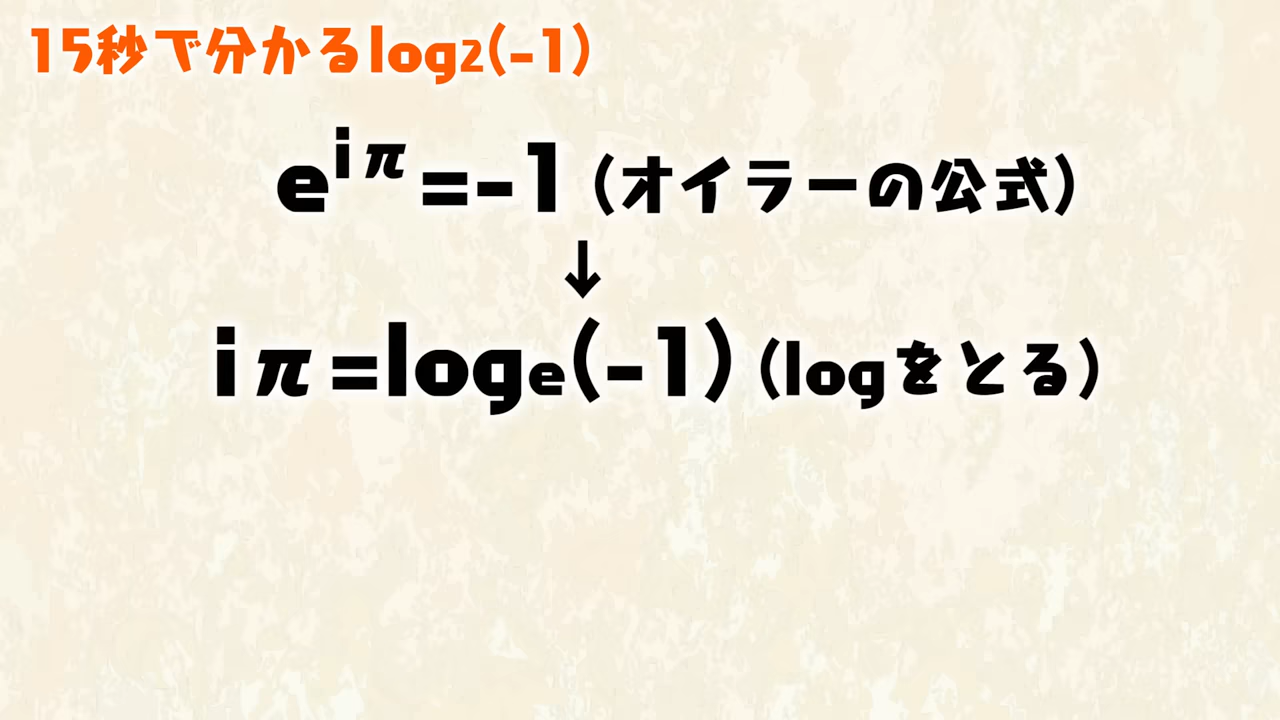 15秒で分かるlog₂(-1)
e^{iπ}=-1(オイラーの公式)
↓
iπ=logₑ(-1)(logをとる)